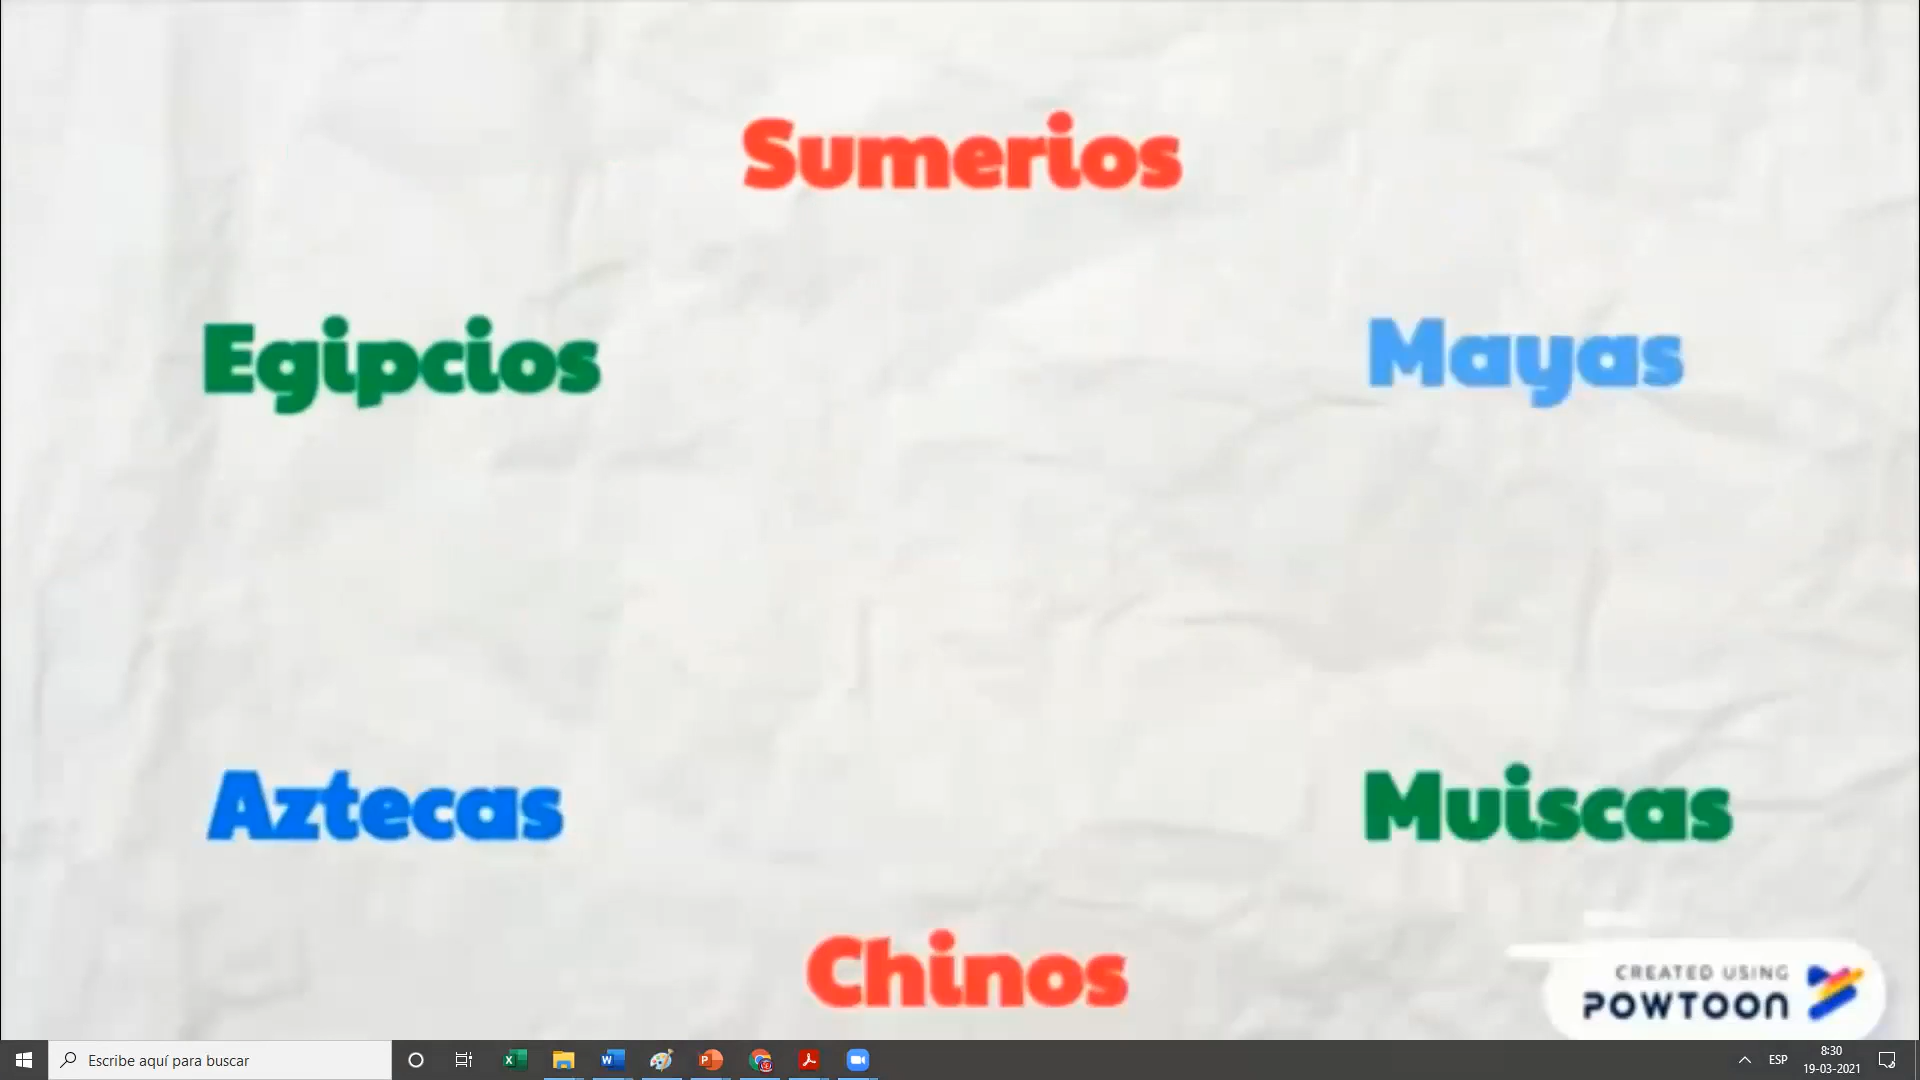 Sumerios
Egipcios
Mayas
Aztecas
Muiscas
Chinos
CREATED USING
POWTOON
Escribe aquí para buscar
ESP
8:30
19-03-2021